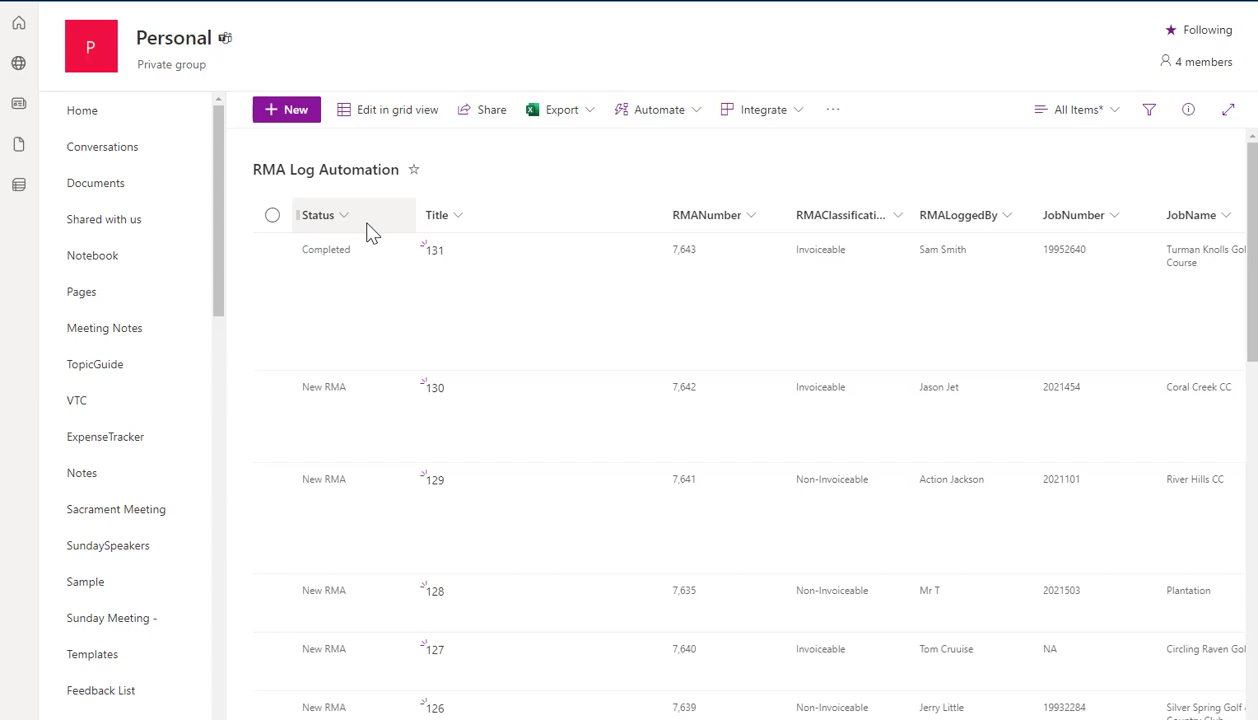 P
Personal
Private group
Following
4 members
Home
Conversations
Documents
Shared with us
Notebook
Pages
Meeting Notes
TopicGuide
VTC
ExpenseTracker
Notes
Sacrament Meeting
SundaySpeakers
Sample
Sunday Meeting -
Templates
Feedback List
+ New
Edit in grid view
Share
Export
Automate
Integrate
...
All Items*
RMA Log Automation
Status Title RMANumber RMAClassificati... RMALoggedBy JobNumber JobName
Completed 131 7,643 Invoiceable Sam Smith 19952640 Turman Knolls Gol
Course
New RMA 130 7,642 Invoiceable Jason Jet 2021454 Coral Creek CC
New RMA 129 7,641 Non-Invoiceable Action Jackson 2021101 River Hills CC
New RMA 128 7,635 Non-Invoiceable Mr T 2021503 Plantation
New RMA 127 7,640 Invoiceable Tom Cruuise NA Circling Raven Gol
New RMA 126 7,639 Non-Invoiceable Jerry Little 19932284 Silver Spring Golf